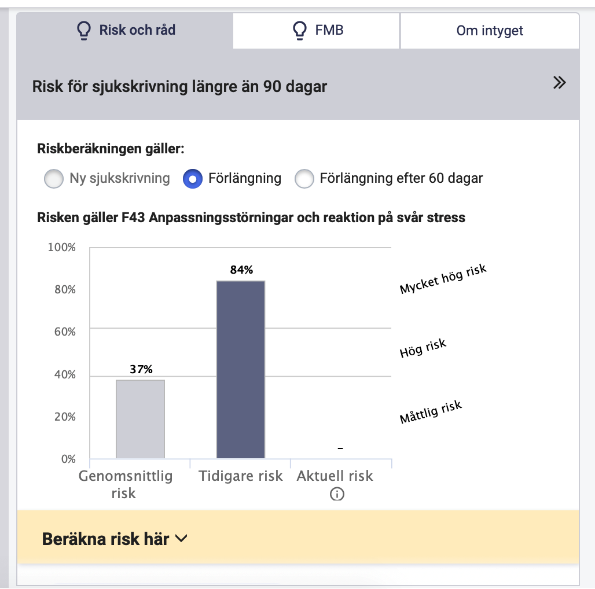 Risk och råd
FMB
Om intyget
Risk för sjukskrivning längre än 90 dagar
Riskberäkningen gäller:
Ny sjukskrivning
Förlängning
Förlängning efter 60 dagar
Risken gäller F43 Anpassningsstörningar och reaktion på svår stress
100%
80%
60%
40%
20%
0%
37%
84%
–
Mycket hög risk
Hög risk
Måttlig risk
Genomsnittlig
risk
Tidigare risk
Aktuell risk
Beräkna risk här